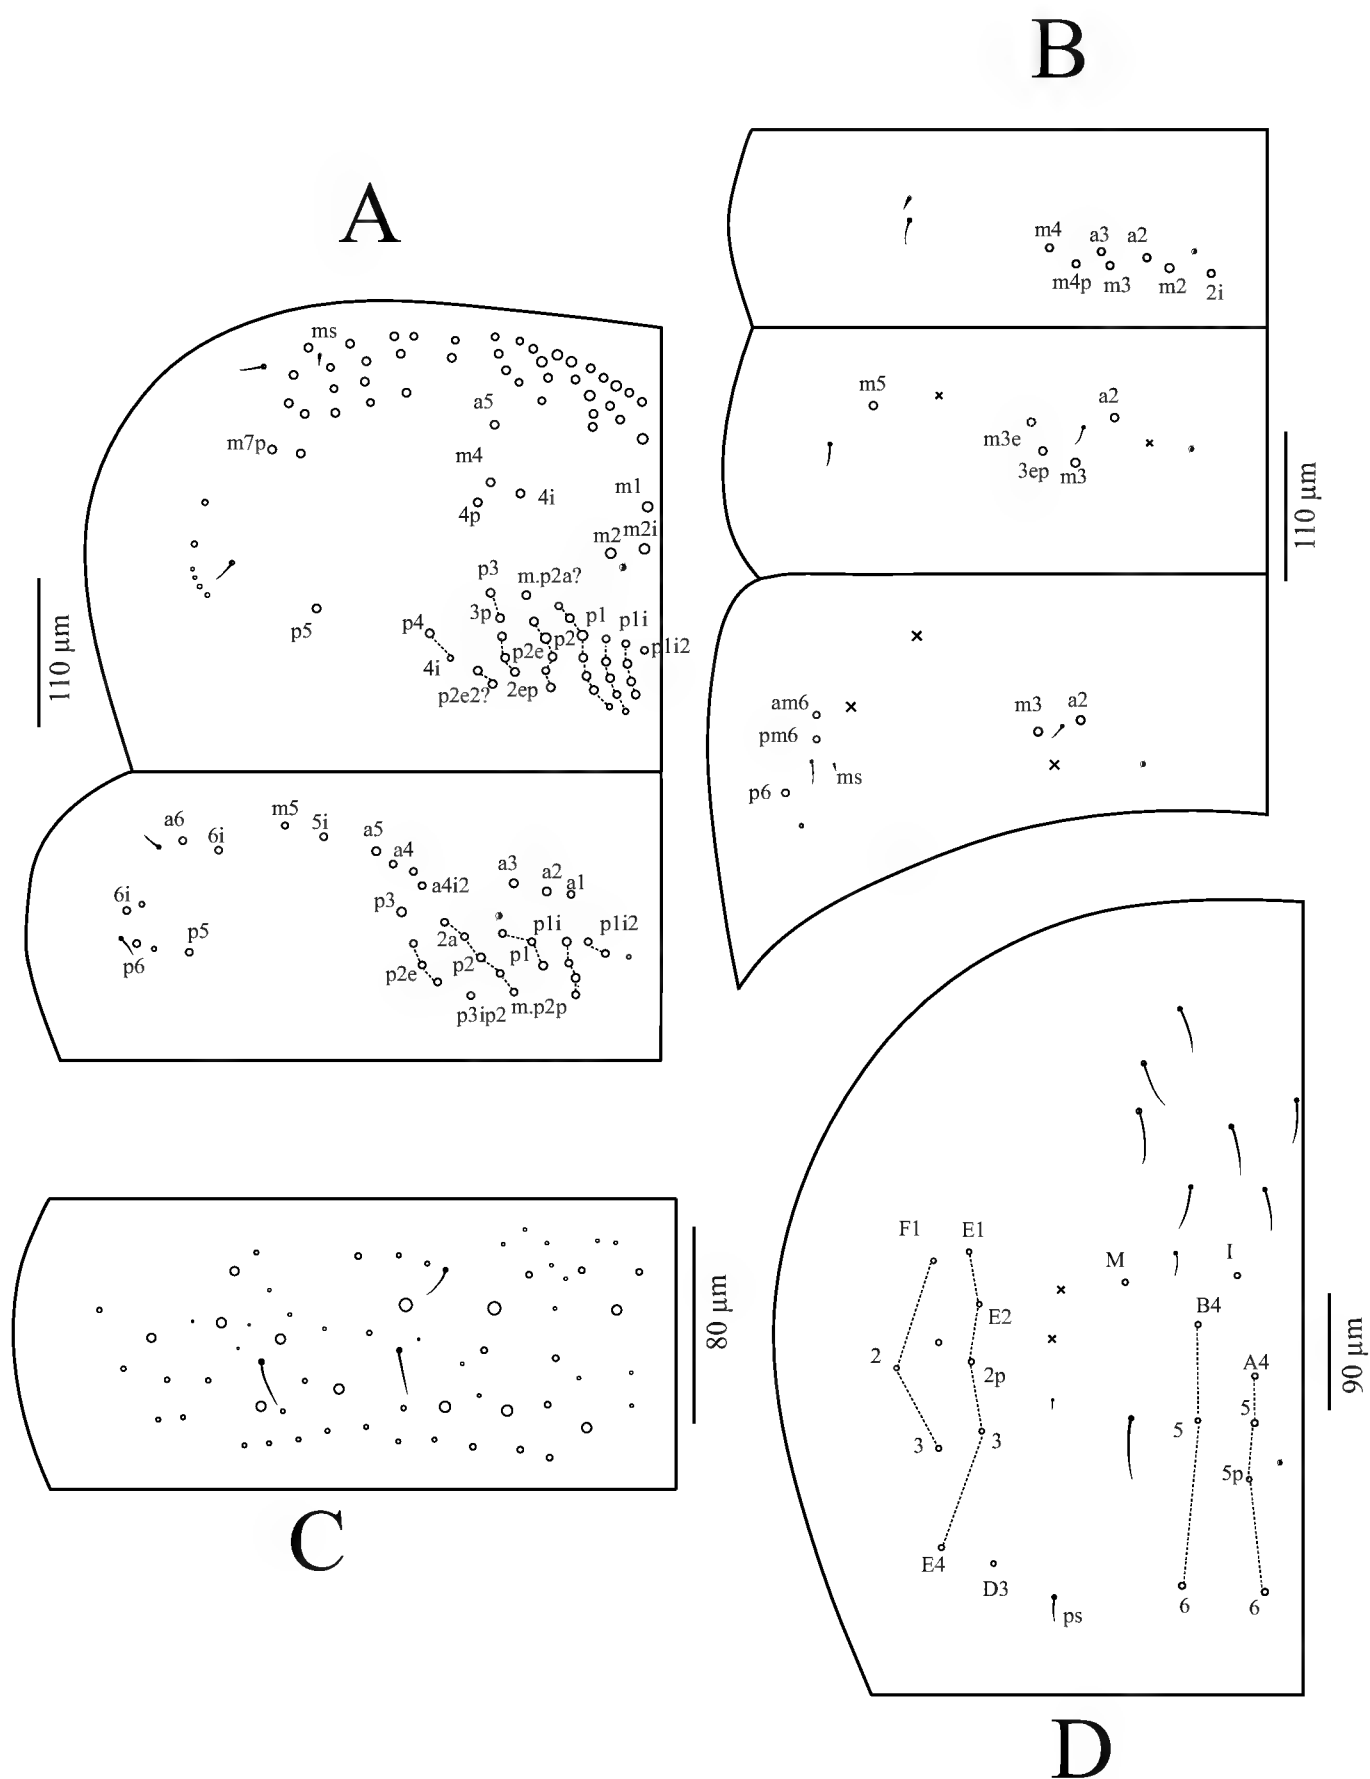 A
ms
a5
m7p
m4
4i
4p
m1
m2 m2i
p3
m.p2a?
3p
p1
p1i
p4
p2
p1i2
p5
p2e
4i
p2e2?
2ep
110 µm
a6
6i
m5
5i
a5
a4
a3
a2
a1
a4i2
6i
p3
p1i
p1i2
2a
p1
p5
p6
p2e
p2
p3ip2
m.p2p
B
m4
a3
a2
m4p
m3
m2
2i
m5
a2
m3e
3ep
m3
110 µm
am6
m3
a2
pm6
ms
p6
C
80 µm
F1
E1
M
I
E2
B4
2
2p
A4
5
5
3
3
5p
E4
D3
6
6
ps
90 µm
D